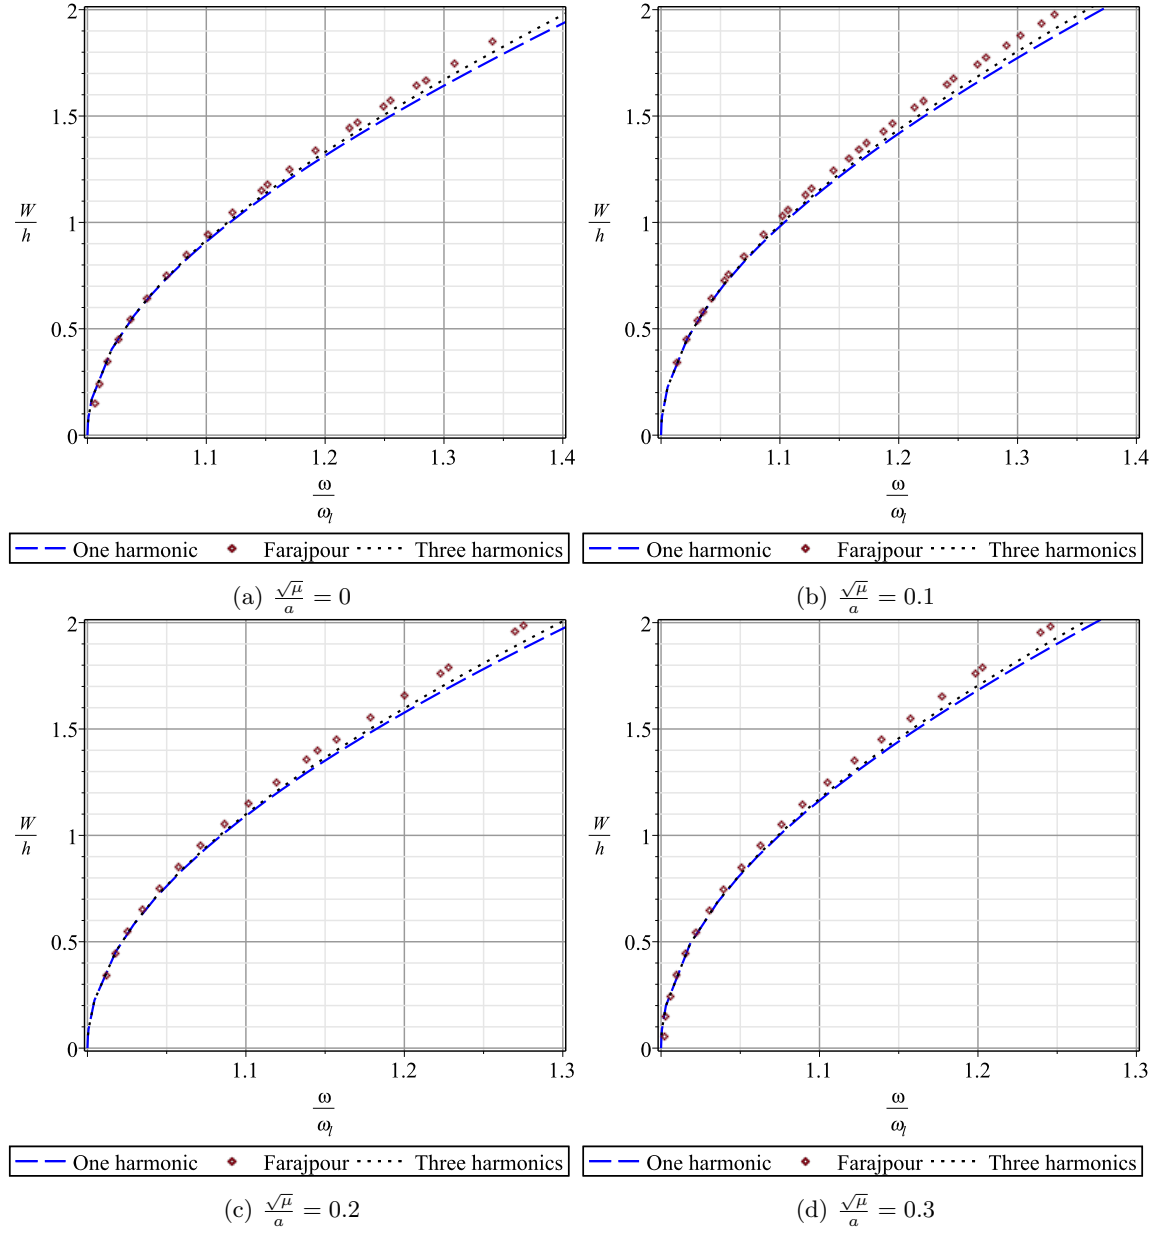 2
1.5
W/h
1
0.5
0
1.1 1.2 1.3 1.4
ω/ω_l
One harmonic Farajpour Three harmonics
(a) √μ/a = 0
2
1.5
W/h
1
0.5
0
1.1 1.2 1.3 1.4
ω/ω_l
One harmonic Farajpour Three harmonics
(b) √μ/a = 0.1
2
1.5
W/h
1
0.5
0
1.1 1.2 1.3
ω/ω_l
One harmonic Farajpour Three harmonics
(c) √μ/a = 0.2
2
1.5
W/h
1
0.5
0
1.1 1.2 1.3
ω/ω_l
One harmonic Farajpour Three harmonics
(d) √μ/a = 0.3